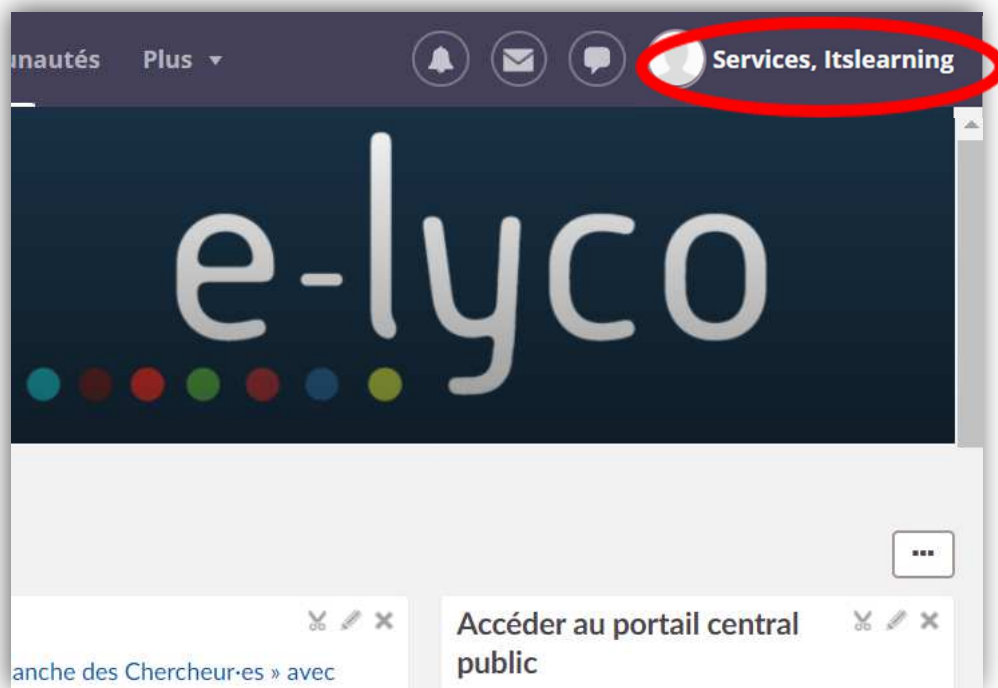 unautés Plus
Services, Itslearning
e-lyco
Accéder au portail central
public
anche des Chercheur·es » avec